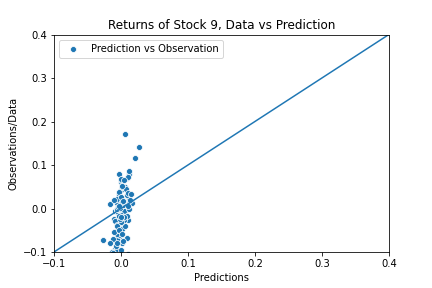 Returns of Stock 9, Data vs Prediction
0.4
Prediction vs Observation
0.3
0.2
0.1
0.0
−0.1
Observations/Data
−0.1 0.0 0.1 0.2 0.3 0.4
Predictions